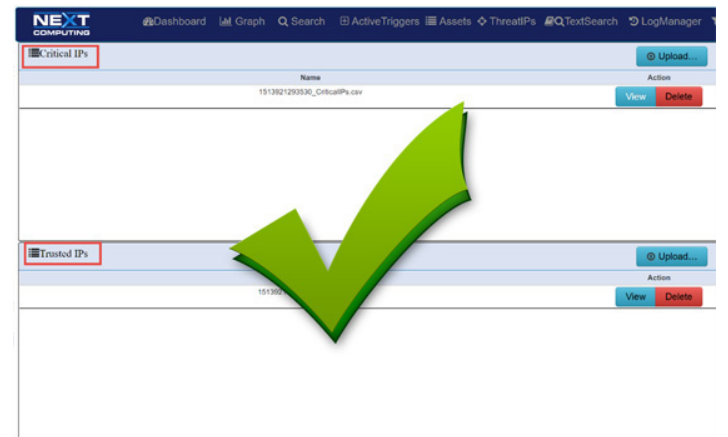 NEXT COMPUTING
Dashboard Graph Search ActiveTriggers Assets ThreatIPs TextSearch LogManager
Critical IPs
Upload...
Name Action
1513921293530_CriticalIPs.csv
View Delete
Trusted IPs
Upload...
Action
View Delete